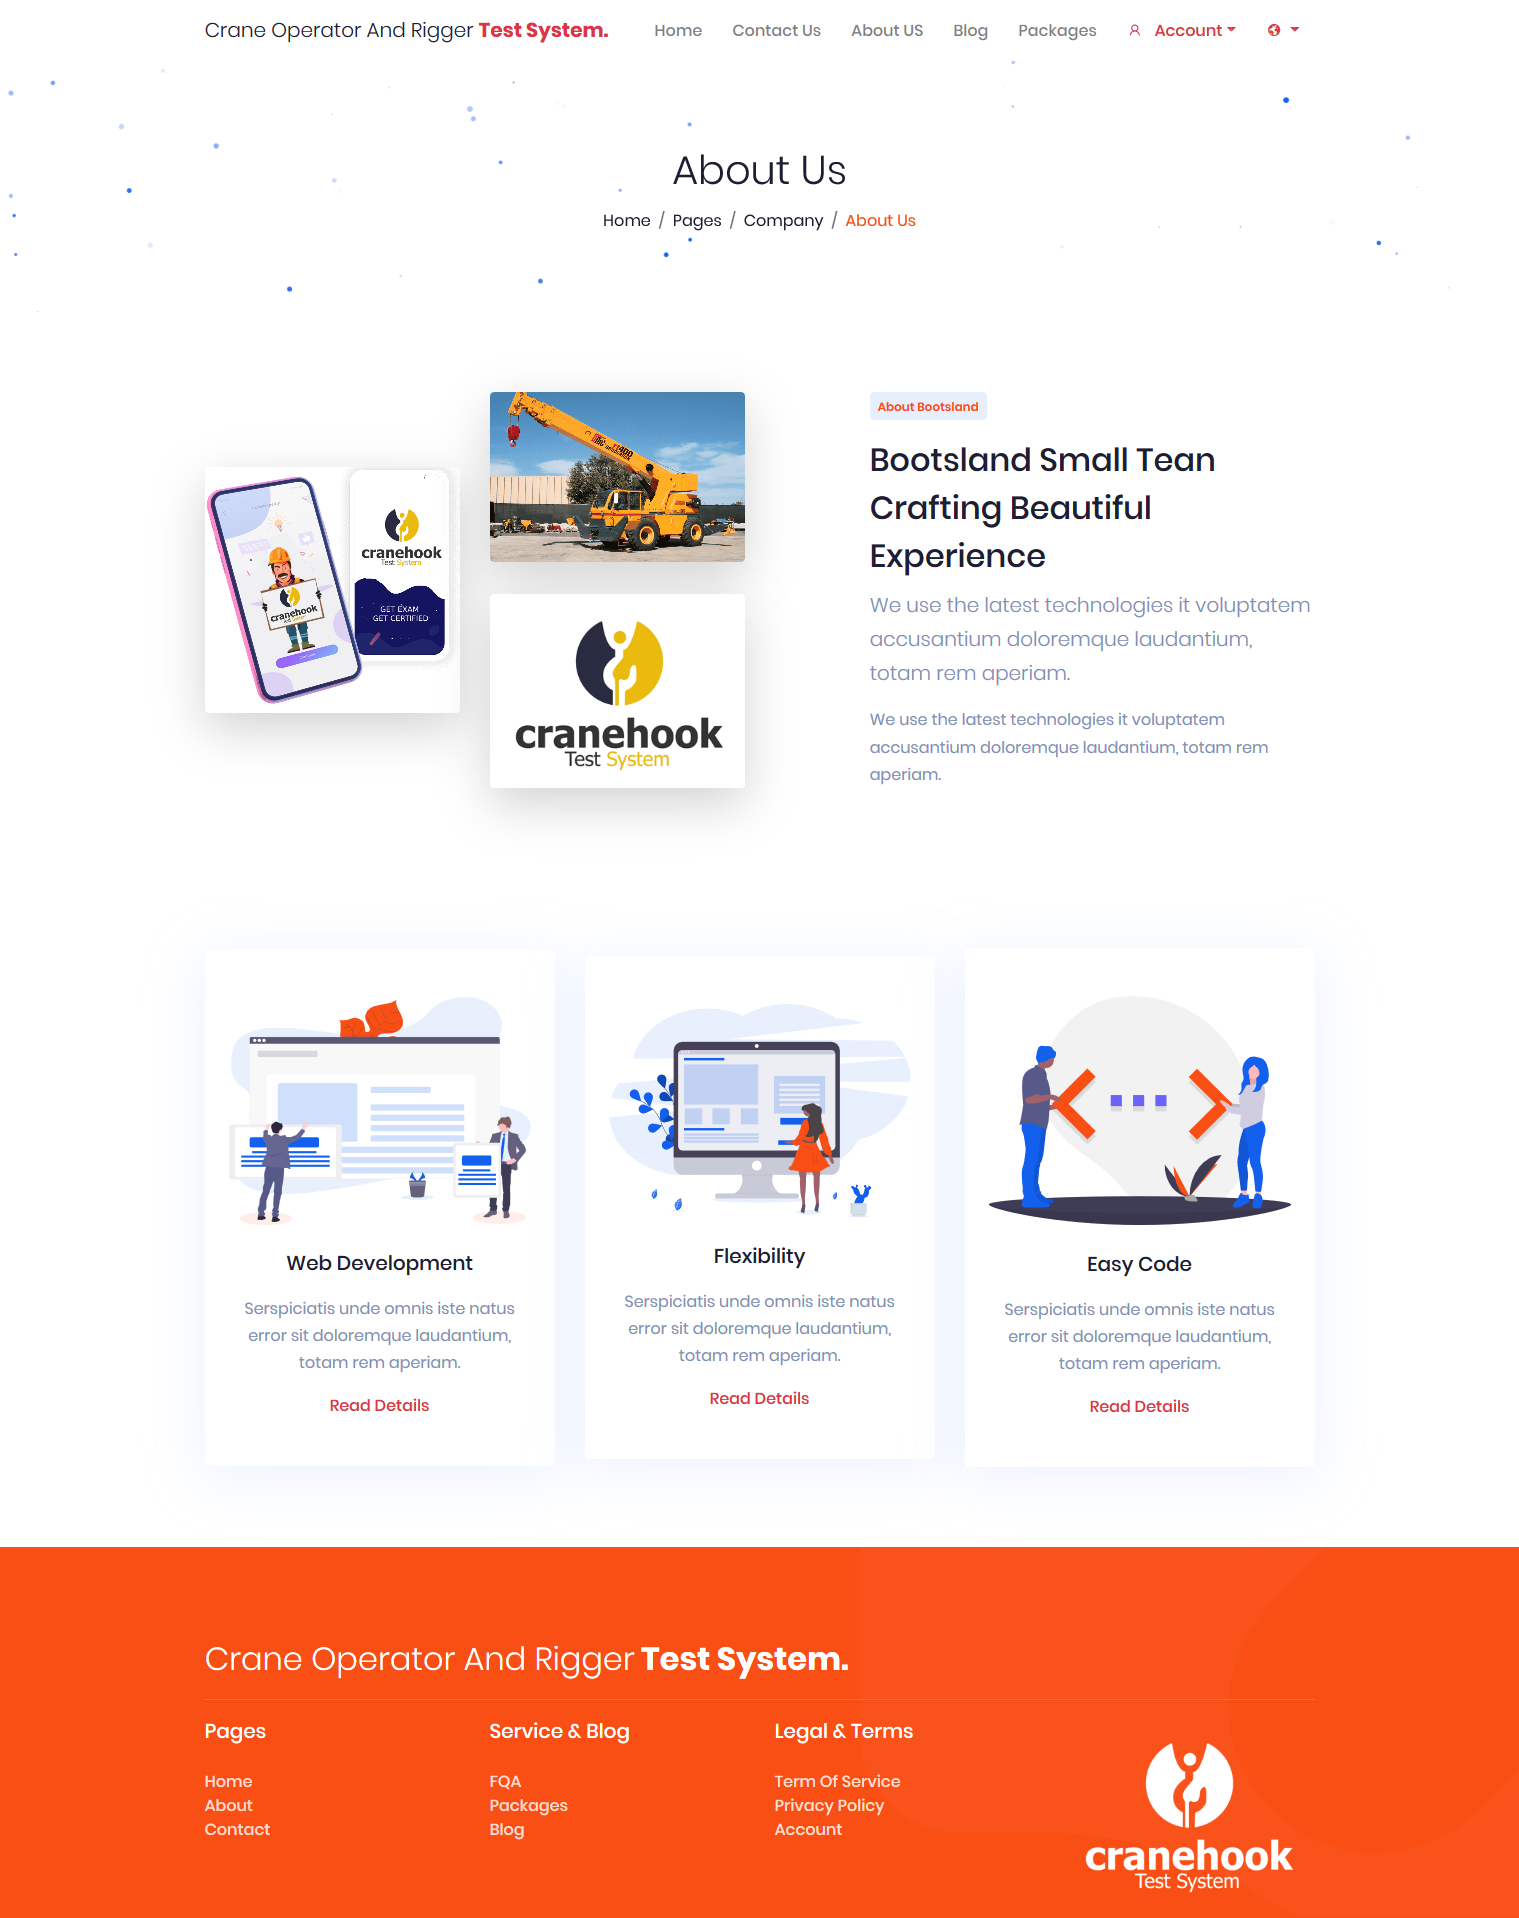 Crane Operator And Rigger Test System.
Home Contact Us About US Blog Packages Account
About Us
Home / Pages / Company / About Us
cranehook
Test System
GET EXAM
GET CERTIFIED
cranehook
cranehook
Test System
About Bootsland
Bootsland Small Tean
Crafting Beautiful
Experience
We use the latest technologies it voluptatem
accusantium doloremque laudantium,
totam rem aperiam.
We use the latest technologies it voluptatem
accusantium doloremque laudantium, totam rem
aperiam.
Web Development
Serspiciatis unde omnis iste natus
error sit doloremque laudantium,
totam rem aperiam.
Read Details
Flexibility
Serspiciatis unde omnis iste natus
error sit doloremque laudantium,
totam rem aperiam.
Read Details
Easy Code
Serspiciatis unde omnis iste natus
error sit doloremque laudantium,
totam rem aperiam.
Read Details
Crane Operator And Rigger Test System.
Pages
Home
About
Contact
Service & Blog
FQA
Packages
Blog
Legal & Terms
Term Of Service
Privacy Policy
Account
cranehook
Test System